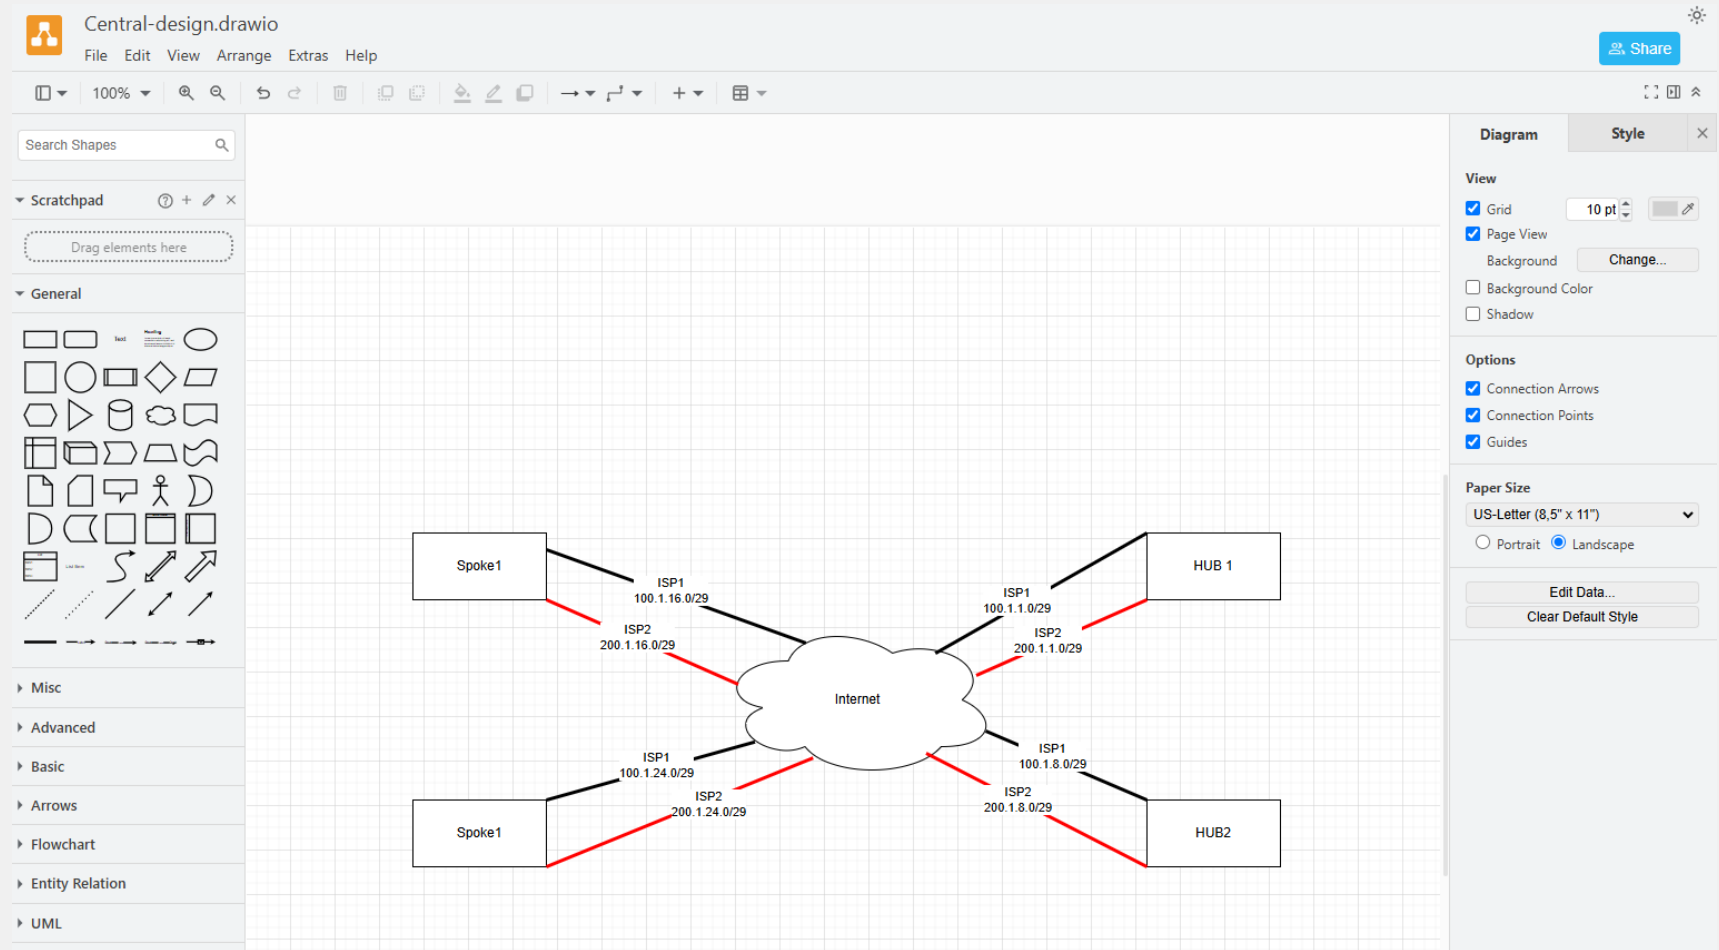 Central-design.drawio
File Edit View Arrange Extras Help
Share
100%
Search Shapes
Scratchpad
Drag elements here
General
Text
Heading
Misc
Advanced
Basic
Arrows
Flowchart
Entity Relation
UML
Spoke1
HUB 1
ISP1
100.1.16.0/29
ISP2
200.1.16.0/29
ISP1
100.1.1.0/29
ISP2
200.1.1.0/29
Internet
ISP1
100.1.24.0/29
ISP2
200.1.24.0/29
ISP1
100.1.8.0/29
ISP2
200.1.8.0/29
Spoke1
HUB2
Diagram Style
View
Grid 10 pt
Page View
Background Change...
Background Color
Shadow
Options
Connection Arrows
Connection Points
Guides
Paper Size
US-Letter (8,5" x 11")
Portrait Landscape
Edit Data...
Clear Default Style